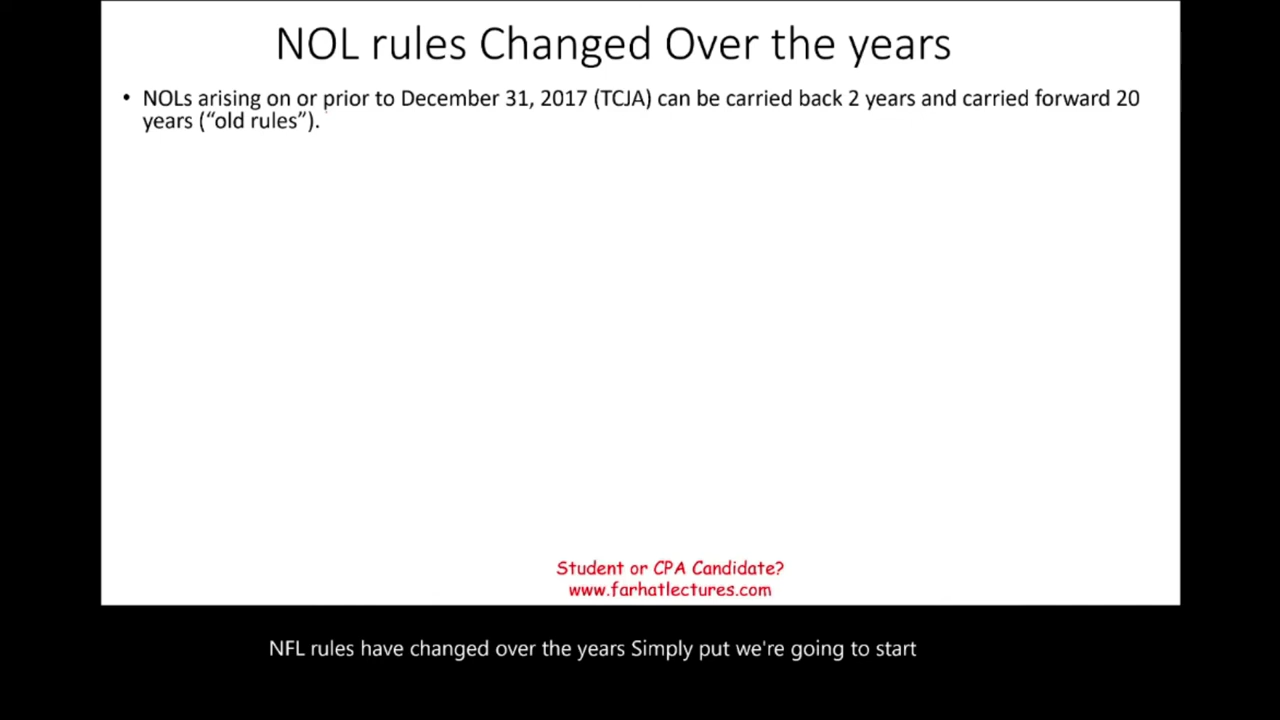 NOL rules Changed Over the years
• NOLs arising on or prior to December 31, 2017 (TCJA) can be carried back 2 years and carried forward 20
years (“old rules”).
Student or CPA Candidate?
www.farhatlectures.com
NFL rules have changed over the years Simply put we're going to start